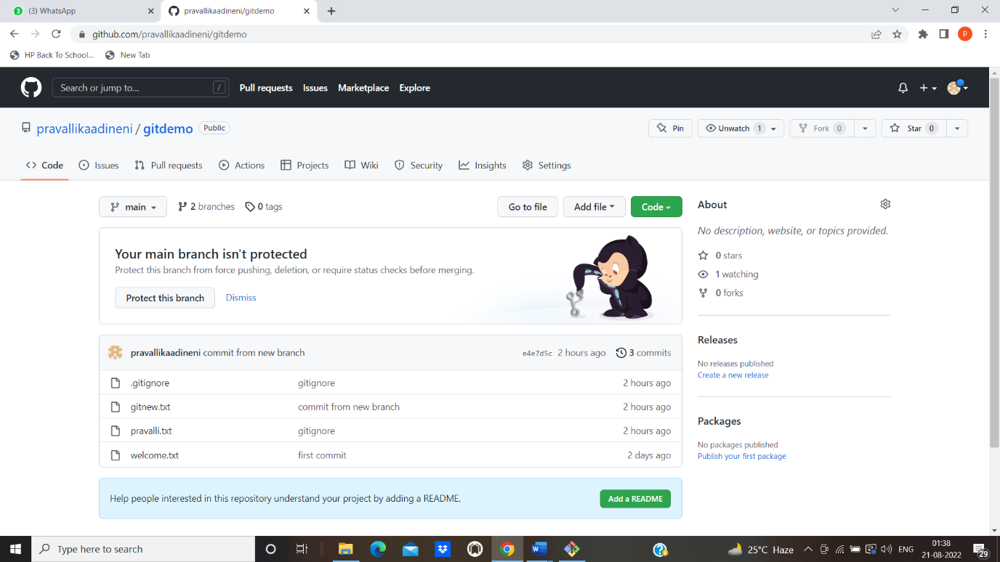 (3) WhatsApp
pravallikaadineni/gitdemo
github.com/pravallikaadineni/gitdemo
P
HP Back To School... New Tab
Search or jump to... /
Pull requests Issues Marketplace Explore
pravallikaadineni / gitdemo Public
Pin Unwatch 1 Fork 0 Star 0
Code Issues Pull requests Actions Projects Wiki Security Insights Settings
main 2 branches 0 tags Go to file Add file Code
Your main branch isn't protected
Protect this branch from force pushing, deletion, or require status checks before merging.
Protect this branch Dismiss
pravallikaadineni commit from new branch e4e7d5c 2 hours ago 3 commits
.gitignore gitignore 2 hours ago
gitnew.txt commit from new branch 2 hours ago
pravalli.txt gitignore 2 hours ago
welcome.txt first commit 2 days ago
Help people interested in this repository understand your project by adding a README. Add a README
About
No description, website, or topics provided.
0 stars
1 watching
0 forks
Releases
No releases published
Create a new release
Packages
No packages published
Publish your first package
Type here to search
25°C Haze
ENG
01:38
21-08-2022
29